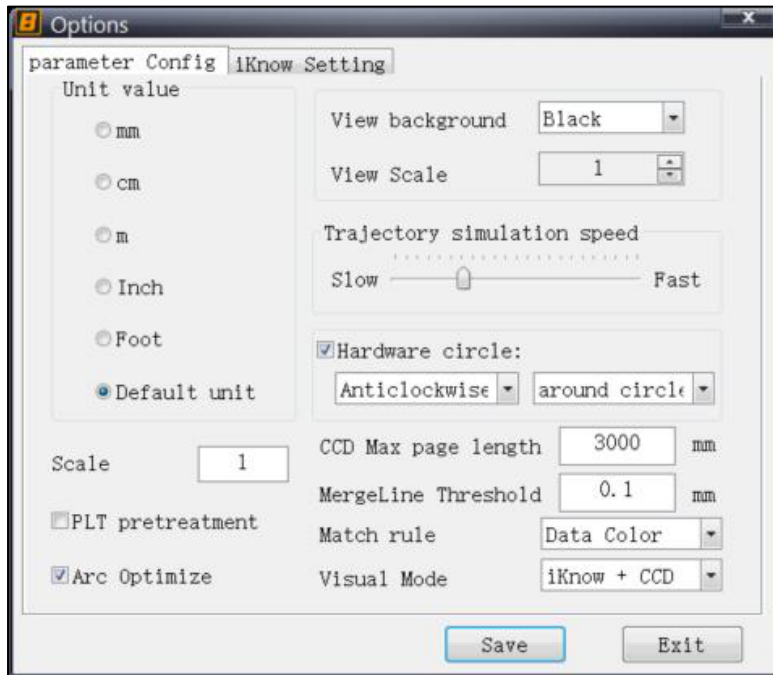 Options
parameter Config iKnow Setting
Unit value
mm
cm
m
Inch
Foot
Default unit
Scale 1
PLT pretreatment
Arc Optimize
View background Black
View Scale 1
Trajectory simulation speed
Slow Fast
Hardware circle:
Anticlockwise around circle
CCD Max page length 3000 mm
MergeLine Threshold 0.1 mm
Match rule Data Color
Visual Mode iKnow + CCD
Save Exit